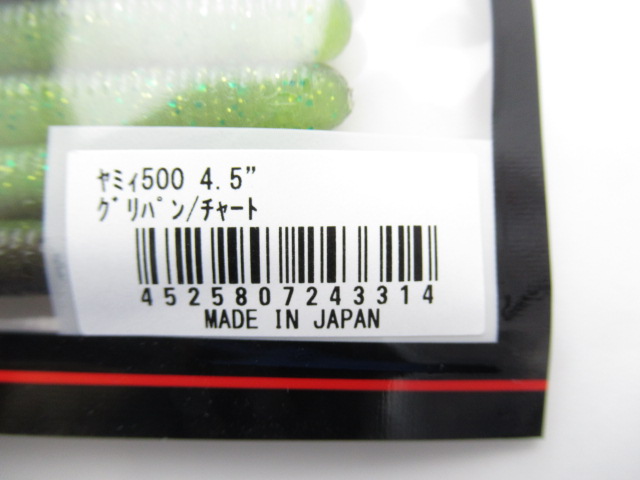 ﾔﾐｨ500 4.5"
ｸﾞﾘﾊﾟﾝ/ﾁｬｰﾄ
4525807243314
MADE IN JAPAN